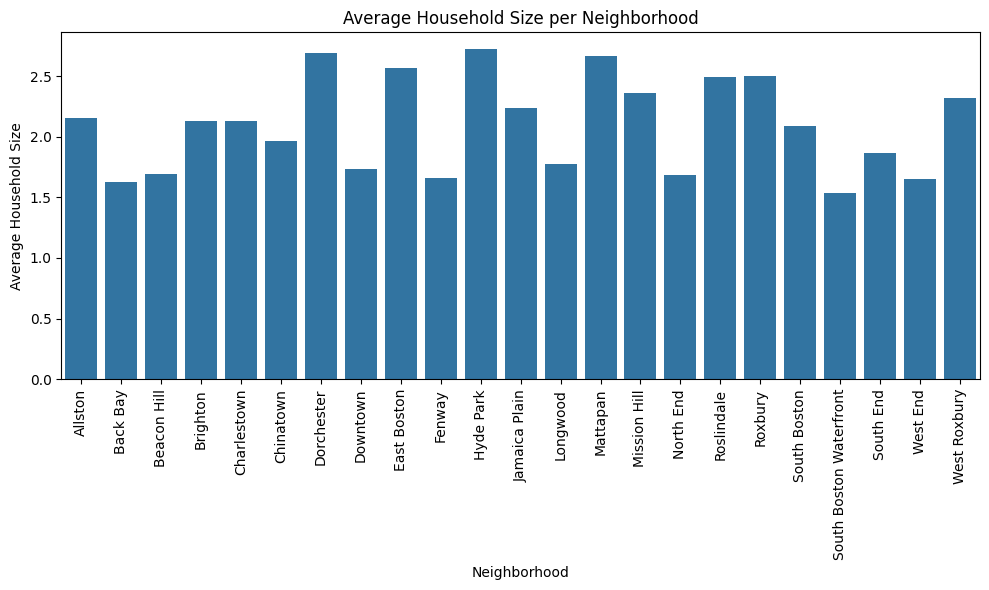 Average Household Size per Neighborhood
Average Household Size
2.5
2.0
1.5
1.0
0.5
0.0
Allston
Back Bay
Beacon Hill
Brighton
Charlestown
Chinatown
Dorchester
Downtown
East Boston
Fenway
Hyde Park
Jamaica Plain
Longwood
Mattapan
Mission Hill
North End
Roslindale
Roxbury
South Boston
South Boston Waterfront
South End
West End
West Roxbury
Neighborhood